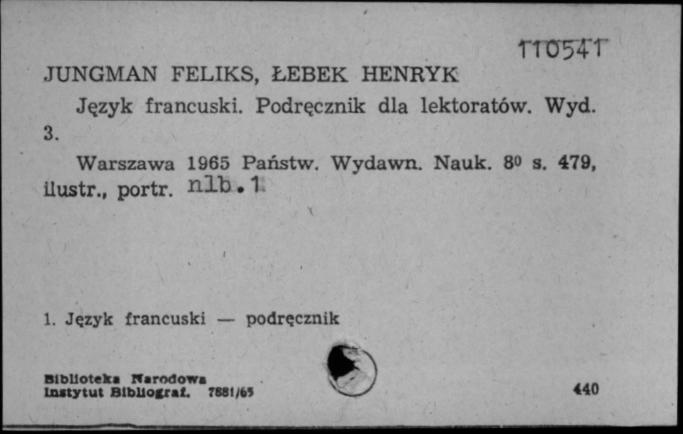 110541
JUNGMAN FELIKS, ŁEBEK HENRYK
Język francuski. Podręcznik dla lektoratów. Wyd.
3.
Warszawa 1965 Państw. Wydawn. Nauk. 8⁰ s. 479,
ilustr., portr. nlb. 1
1. Język francuski — podręcznik
Biblioteka Narodowa
Instytut Bibliograf. 7881/65
440